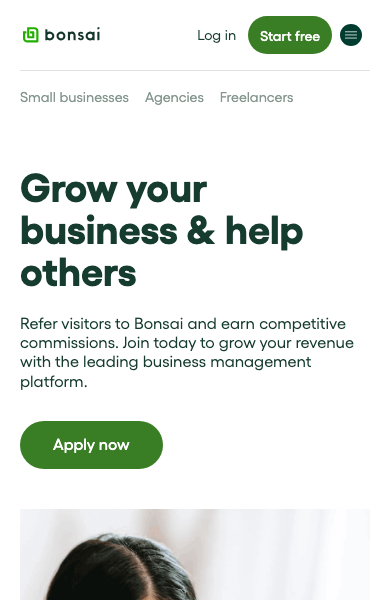 bonsai
Log in
Start free
Small businesses
Agencies
Freelancers
Grow your
business & help
others
Refer visitors to Bonsai and earn competitive
commissions. Join today to grow your revenue
with the leading business management
platform.
Apply now